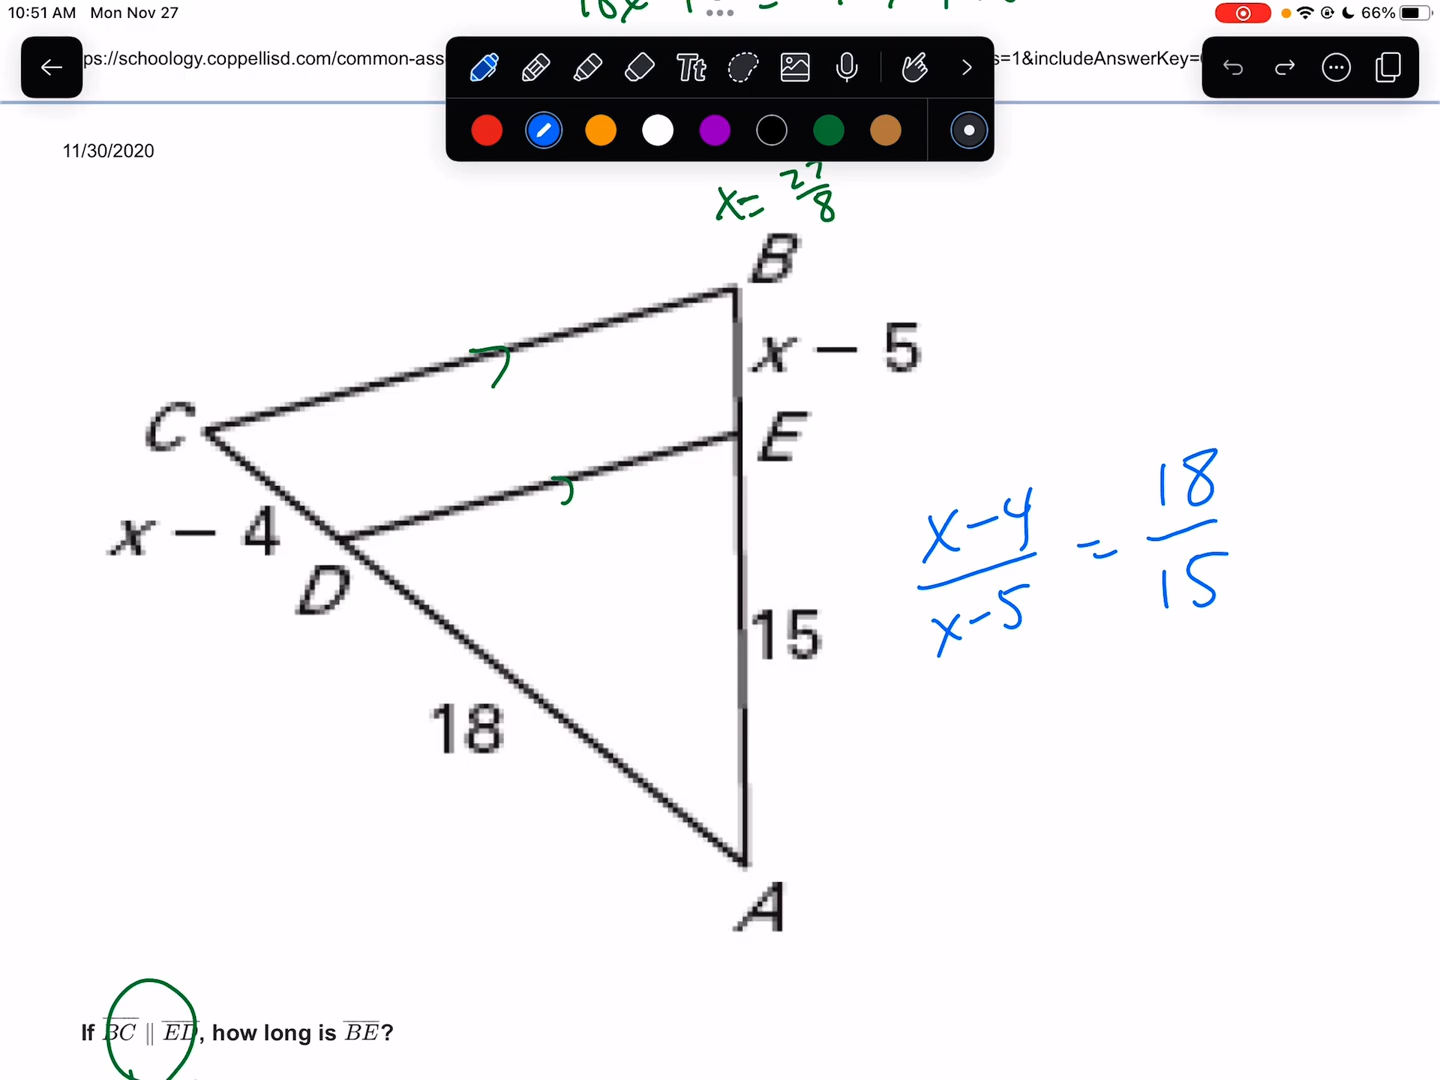 10:51 AM Mon Nov 27
66%
ps://schoology.coppellisd.com/common-ass
Tt
s=1&includeAnswerKey=
11/30/2020
x = 27/8
B
x − 5
C
E
x − 4
D
15
18
A
x-4/x-5 = 18/15
If BC || ED, how long is BE?